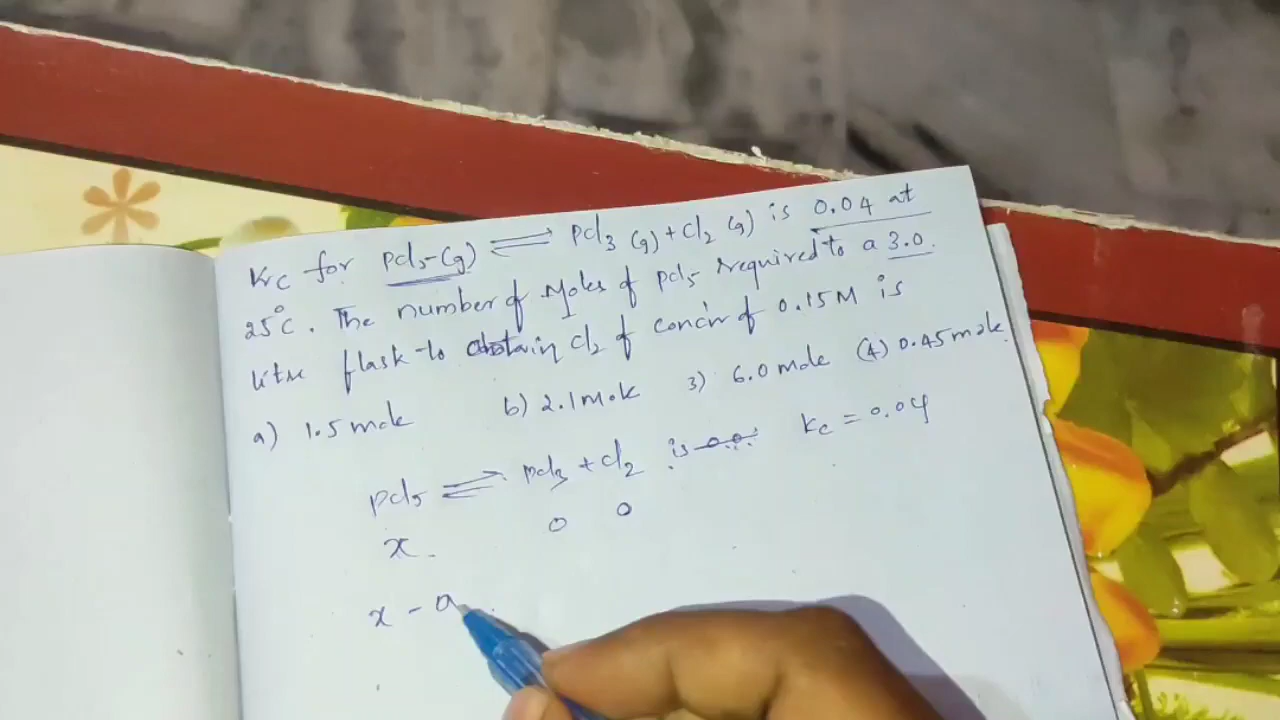 Kc for pcl5(g) ⇌ pcl3 (g) + Cl2 (g) is 0.04 at
25°C. The number of Moles of pcl5 required to a 3.0
litre flask to obtain Cl2 of conc'n of 0.15M is
a) 1.5 mole b) 2.1 mole 3) 6.0 mole (4) 0.45 mole
pcl5 ⇌ pcl3 + Cl2 is Kc = 0.04
x 0 0
x - 0